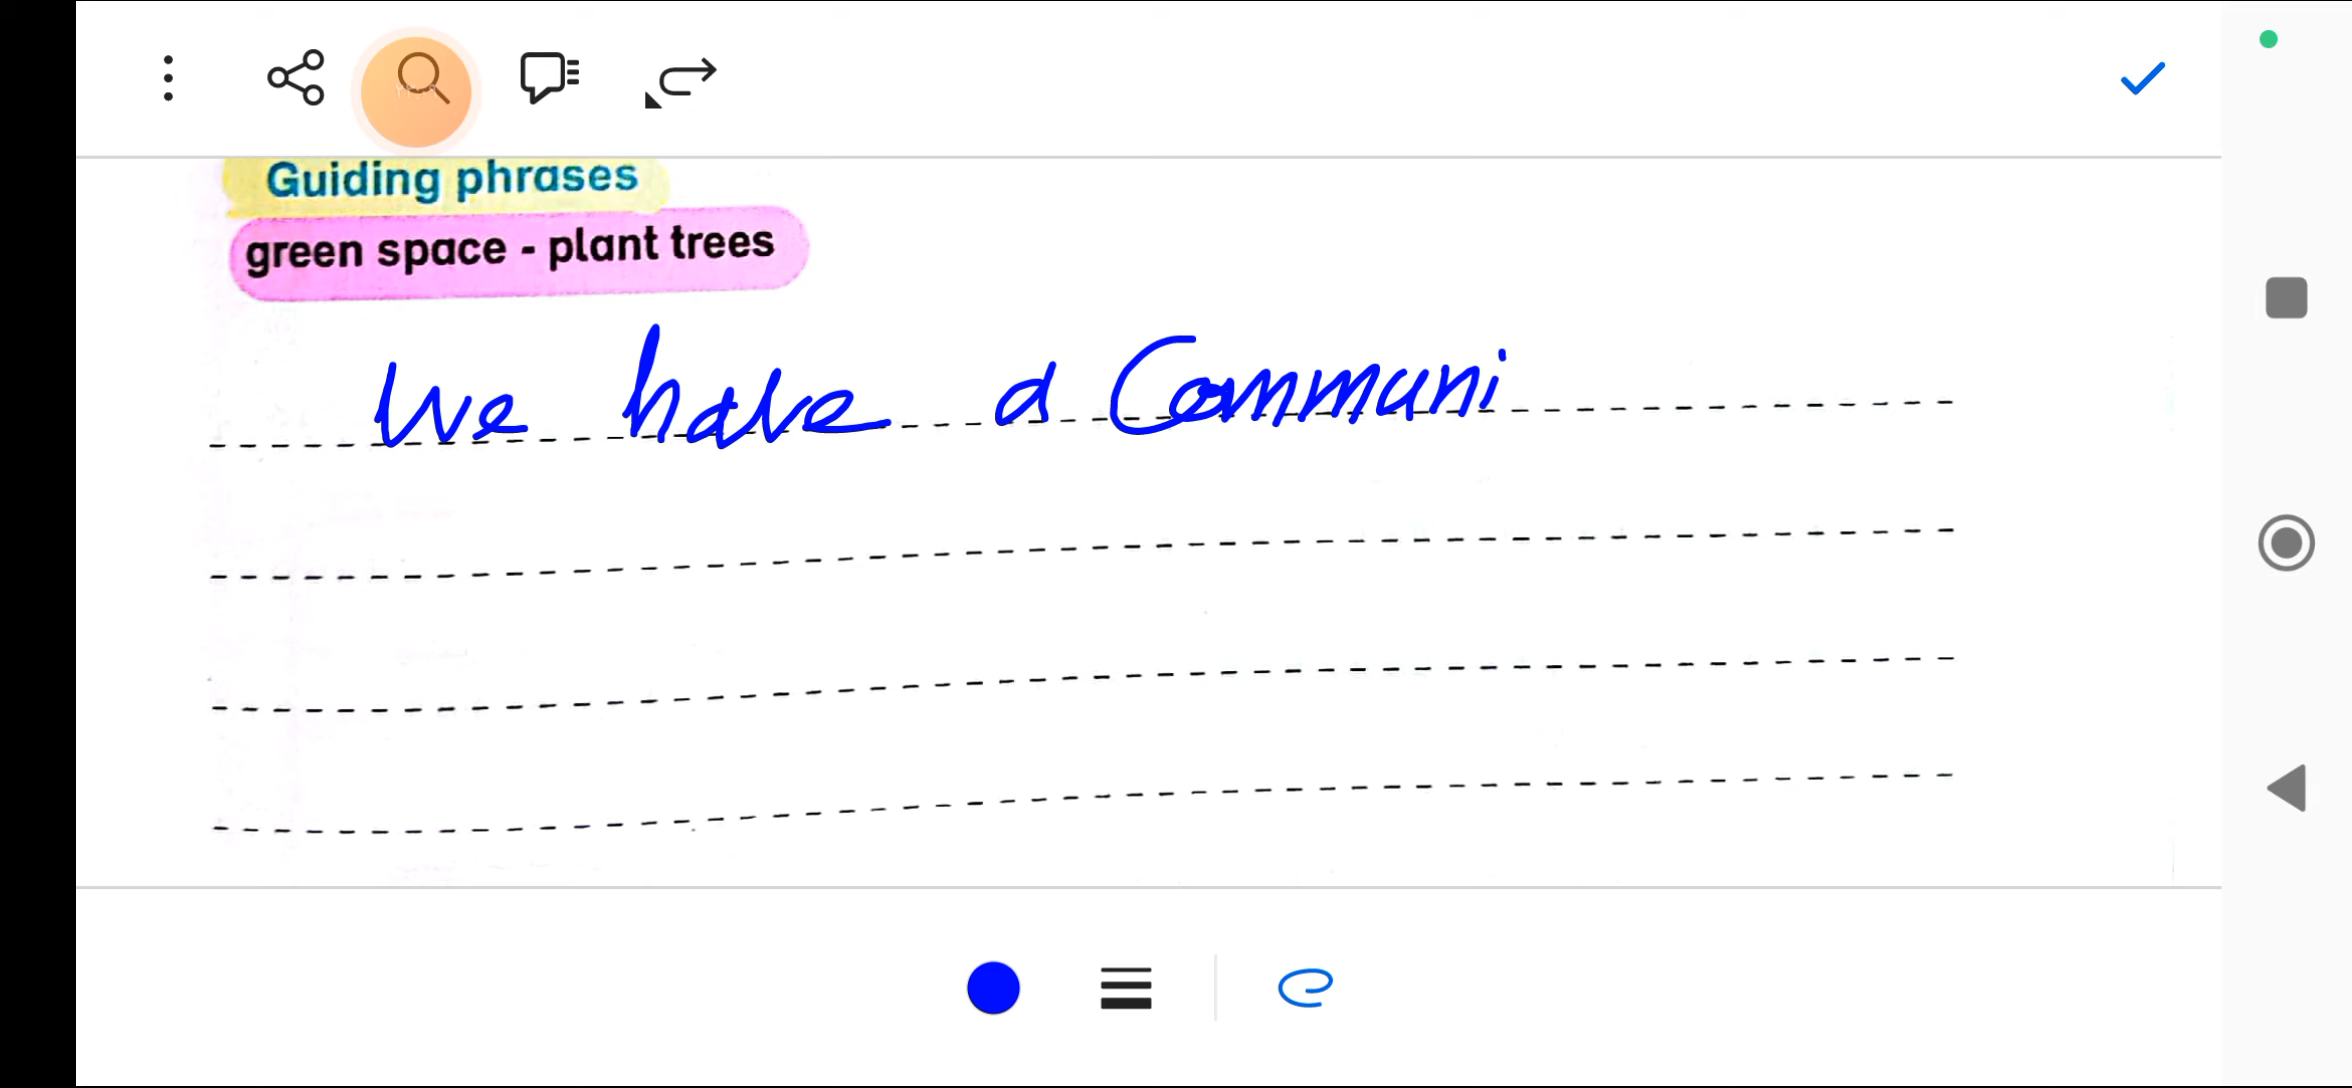 Guiding phrases
green space - plant trees
We have a Communi